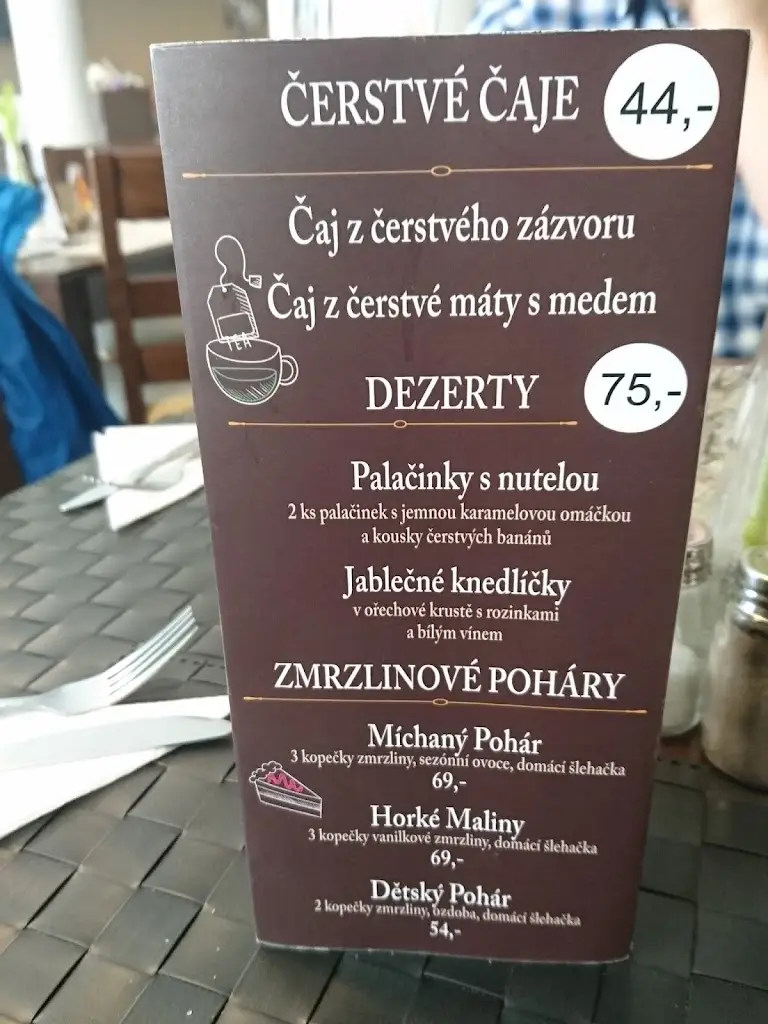 ČERSTVÉ ČAJE 44,-
Čaj z čerstvého zázvoru
Čaj z čerstvé máty s medem
TEA
DEZERTY 75,-
Palačinky s nutelou
2 ks palačinek s jemnou karamelovou omáčkou
a kousky čerstvých banánů
Jablečné knedlíčky
v ořechové krustě s rozinkami
a bílým vínem
ZMRZLINOVÉ POHÁRY
Míchaný Pohár
3 kopečky zmrzliny, sezónní ovoce, domácí šlehačka
69,-
Horké Maliny
3 kopečky vanilkové zmrzliny, domácí šlehačka
69,-
Dětský Pohár
2 kopečky zmrzliny, ozdoba, domácí šlehačka
54,-